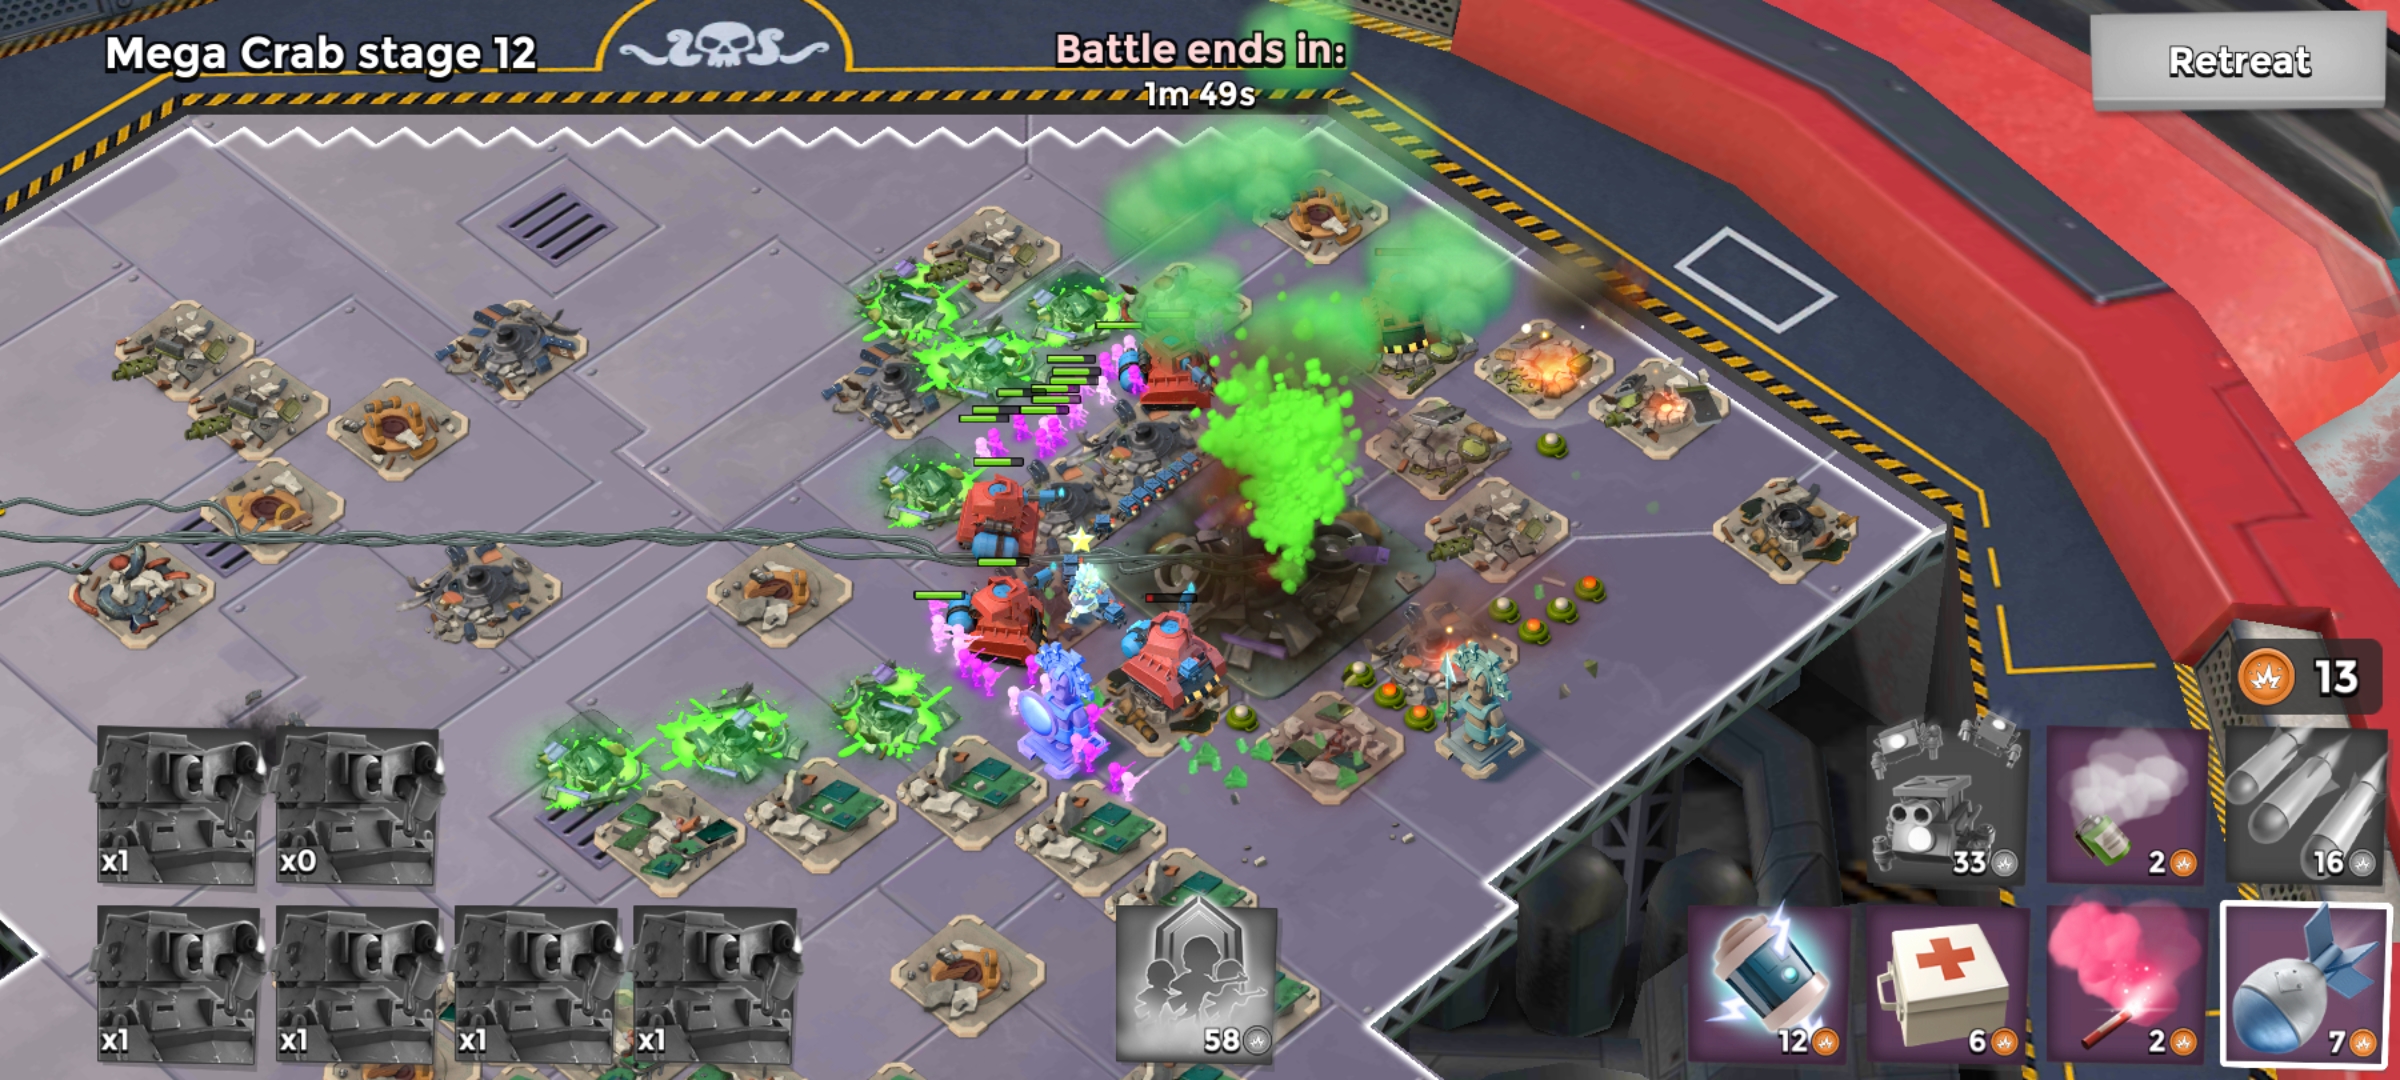 Mega Crab stage 12
Battle ends in:
1m 49s
Retreat
13
x1
x0
33
2
16
x1
x1
x1
x1
58
12
6
2
7